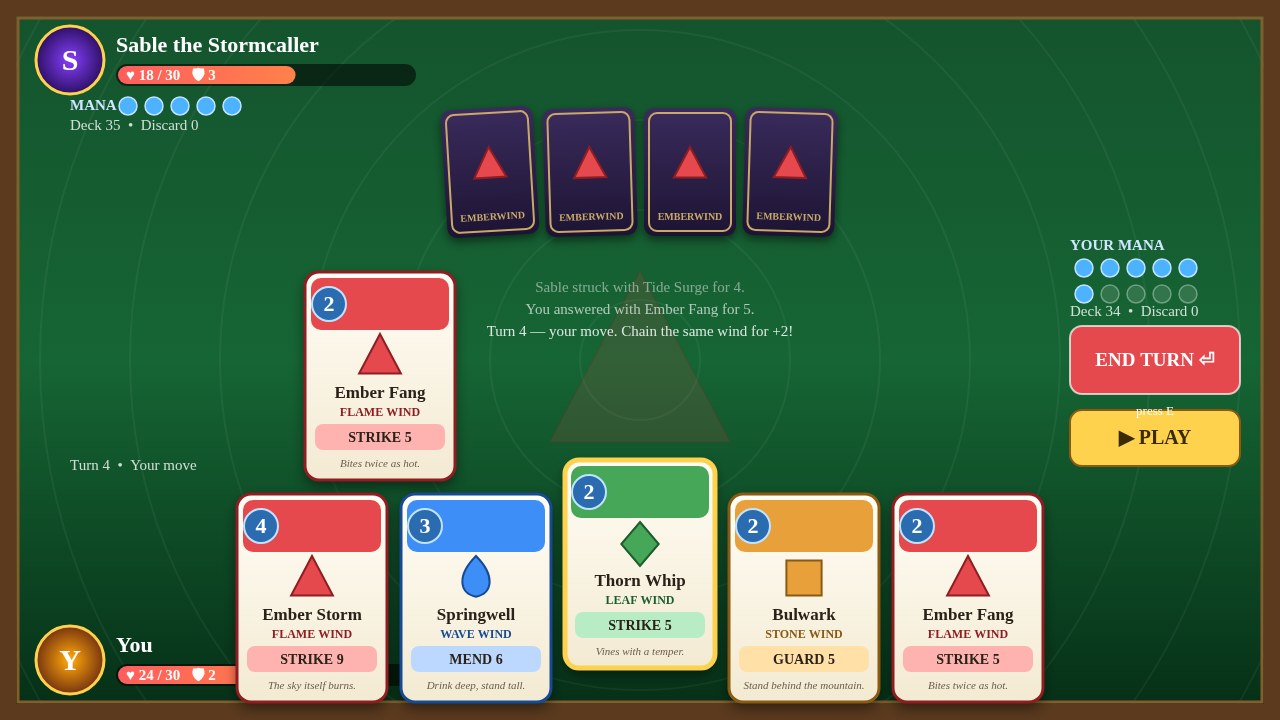 S
Sable the Stormcaller
♥ 18 / 30 🛡 3
MANA
Deck 35 • Discard 0
EMBERWIND
EMBERWIND
EMBERWIND
EMBERWIND
Sable struck with Tide Surge for 4.
You answered with Ember Fang for 5.
Turn 4 — your move. Chain the same wind for +2!
YOUR MANA
Deck 34 • Discard 0
END TURN ⏎
press E
▶ PLAY
2
Ember Fang
FLAME WIND
STRIKE 5
Bites twice as hot.
Turn 4 • Your move
4
Ember Storm
FLAME WIND
STRIKE 9
The sky itself burns.
3
Springwell
WAVE WIND
MEND 6
Drink deep, stand tall.
2
Thorn Whip
LEAF WIND
STRIKE 5
Vines with a temper.
2
Bulwark
STONE WIND
GUARD 5
Stand behind the mountain.
2
Ember Fang
FLAME WIND
STRIKE 5
Bites twice as hot.
Y
You
♥ 24 / 30 🛡 2